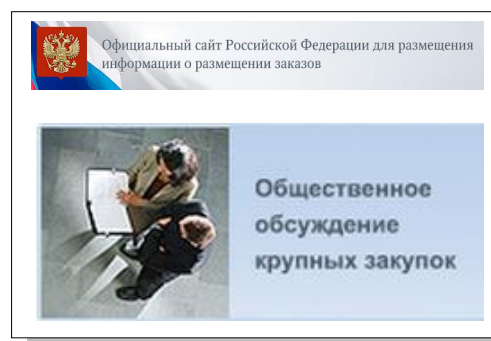 Официальный сайт Российской Федерации для размещения
информации о размещении заказов
Общественное
обсуждение
крупных закупок